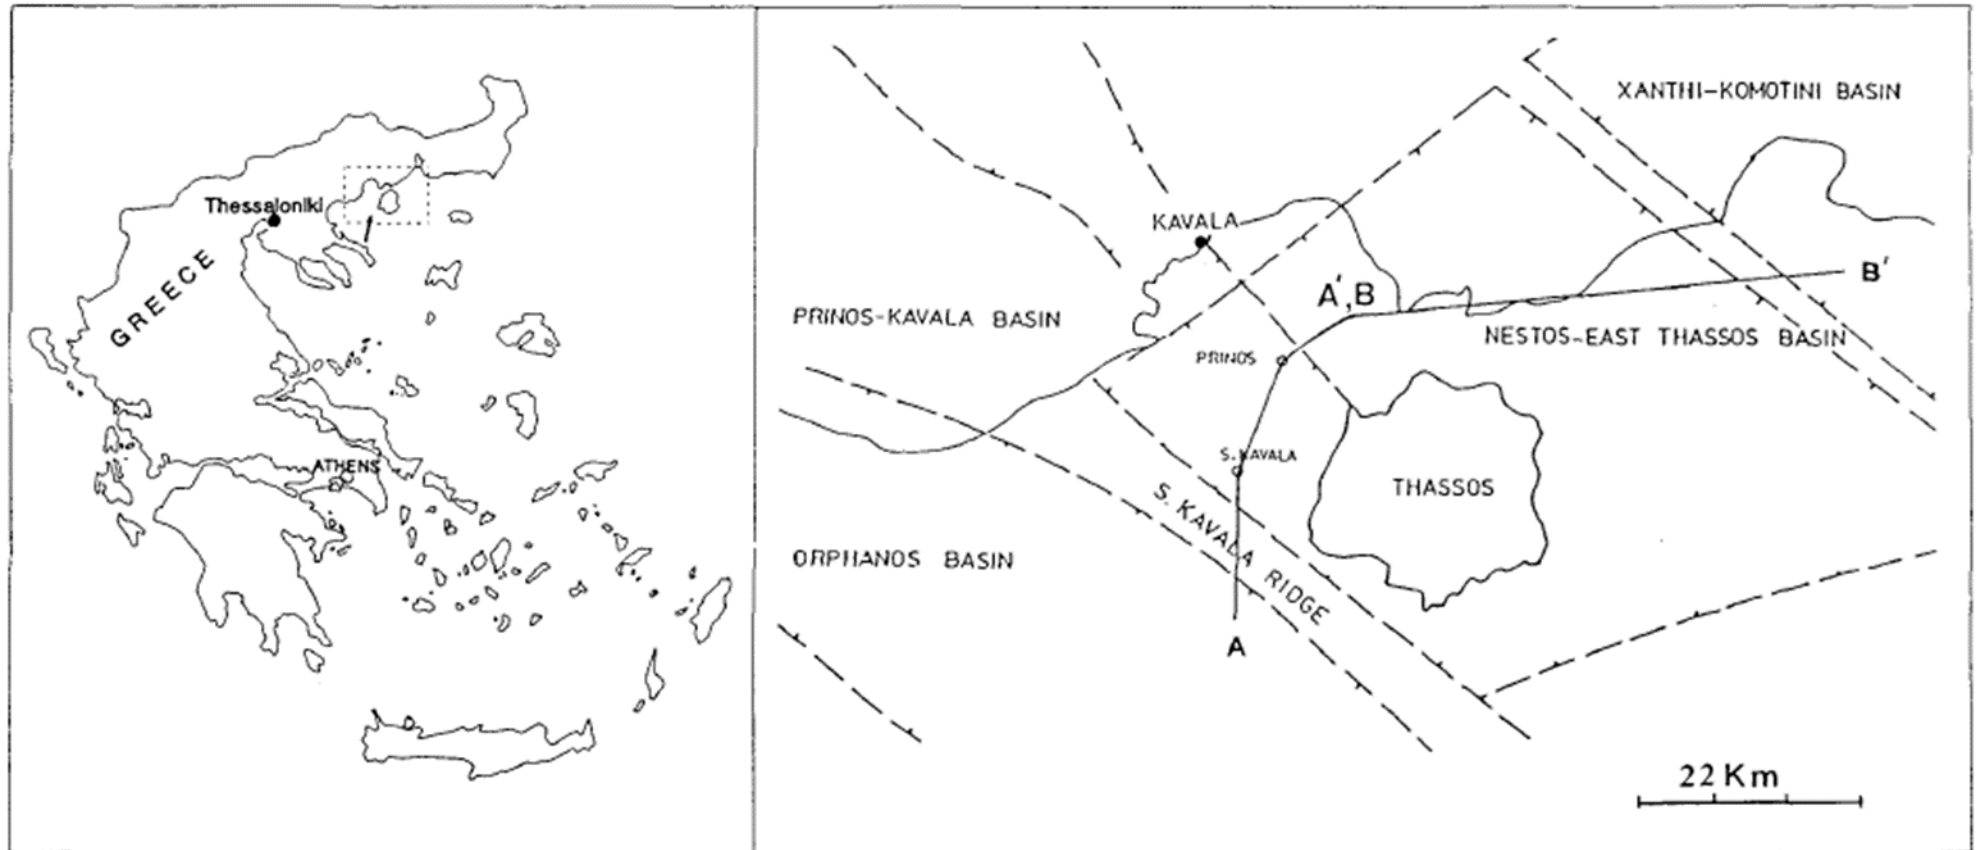 Thessaloniki
GREECE
ATHENS
XANTHI-KOMOTINI BASIN
KAVALA
B'
A',B
PRINOS-KAVALA BASIN
NESTOS-EAST THASSOS BASIN
PRINOS
S. KAVALA
THASSOS
S. KAVALA RIDGE
ORPHANOS BASIN
A
22 Km